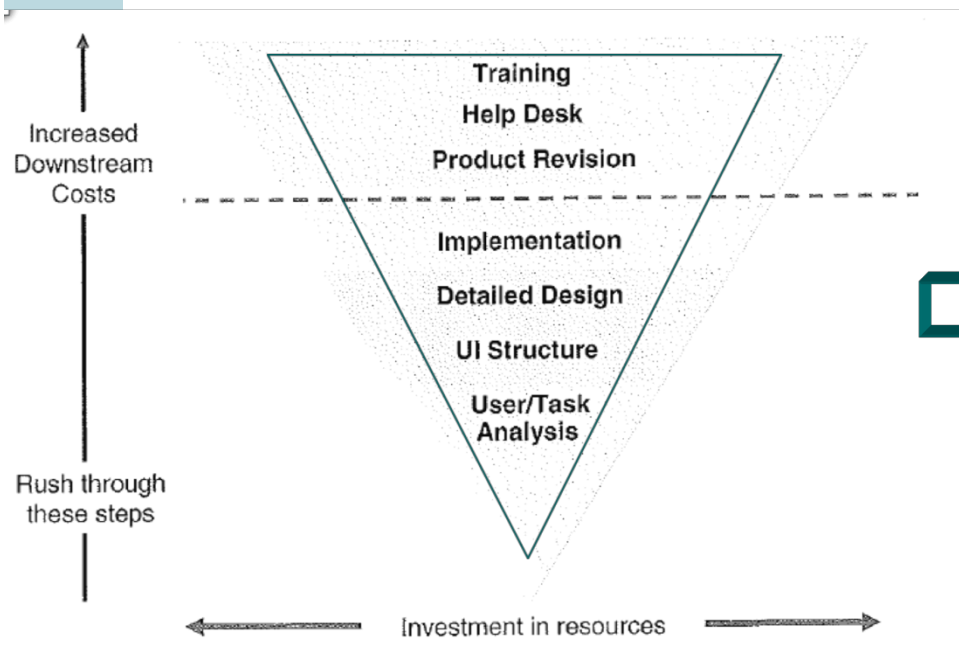 Training
Help Desk
Product Revision
Increased
Downstream
Costs
Implementation
Detailed Design
UI Structure
User/Task
Analysis
Rush through
these steps
Investment in resources